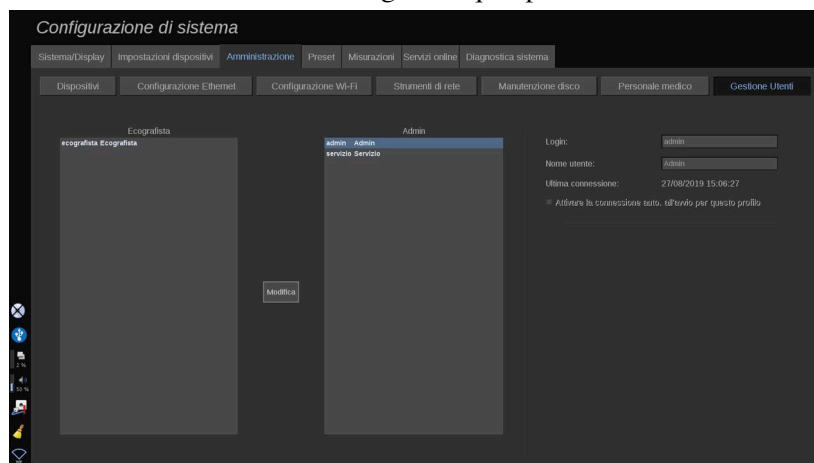 Configurazione di sistema
Sistema/Display Impostazioni dispositivi Amministrazione Preset Misurazioni Servizi online Diagnostica sistema
Dispositivi Configurazione Ethernet Configurazione Wi-Fi Strumenti di rete Manutenzione disco Personale medico Gestione Utenti
Ecografista
ecografista Ecografista
Admin
admin Admin
servizio Servizio
Modifica
Login: admin
Nome utente: Admin
Ultima connessione: 27/08/2019 15:06:27
Attivare la connessione auto. all'avvio per questo profilo
2 %
50 %